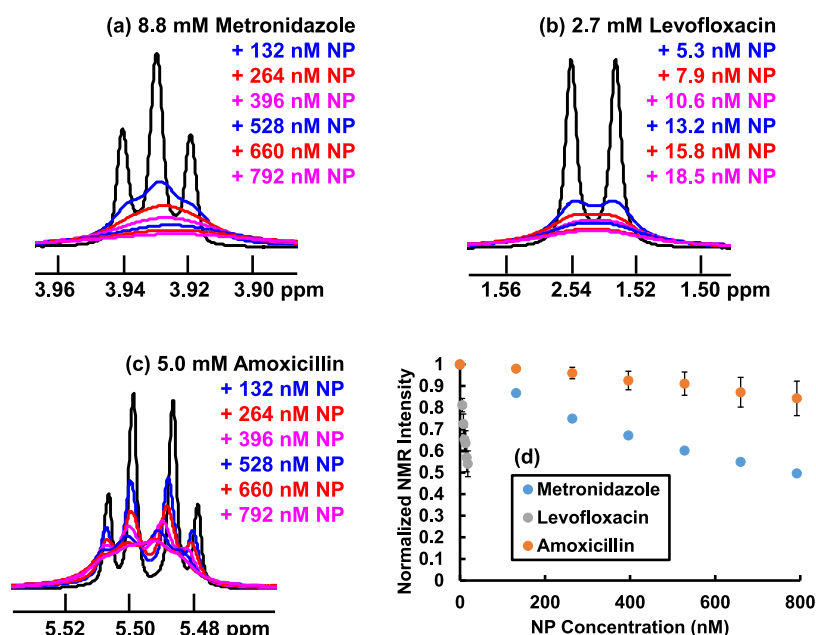 (a) 8.8 mM Metronidazole
+ 132 nM NP
+ 264 nM NP
+ 396 nM NP
+ 528 nM NP
+ 660 nM NP
+ 792 nM NP
3.96 3.94 3.92 3.90 ppm
(b) 2.7 mM Levofloxacin
+ 5.3 nM NP
+ 7.9 nM NP
+ 10.6 nM NP
+ 13.2 nM NP
+ 15.8 nM NP
+ 18.5 nM NP
1.56 2.54 1.52 1.50 ppm
(c) 5.0 mM Amoxicillin
+ 132 nM NP
+ 264 nM NP
+ 396 nM NP
+ 528 nM NP
+ 660 nM NP
+ 792 nM NP
5.52 5.50 5.48 ppm
Normalized NMR Intensity
1
0.9
0.8
0.7
0.6
0.5
0.4
0.3
0.2
0.1
0
(d)
Metronidazole
Levofloxacin
Amoxicillin
0 200 400 600 800
NP Concentration (nM)